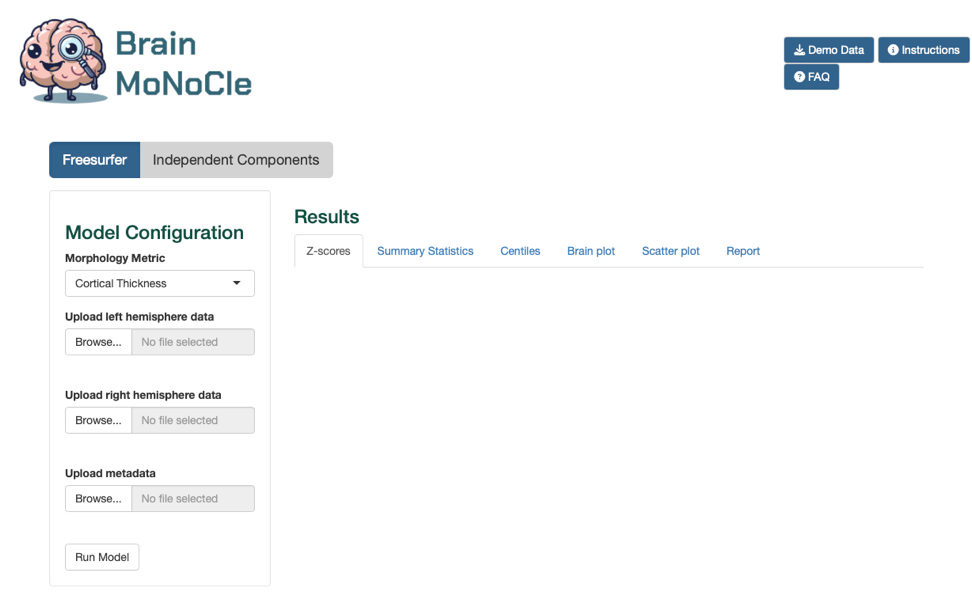 Brain
MoNoCle
Demo Data
Instructions
FAQ
Freesurfer
Independent Components
Model Configuration
Morphology Metric
Cortical Thickness
Upload left hemisphere data
Browse... No file selected
Upload right hemisphere data
Browse... No file selected
Upload metadata
Browse... No file selected
Run Model
Results
Z-scores Summary Statistics Centiles Brain plot Scatter plot Report